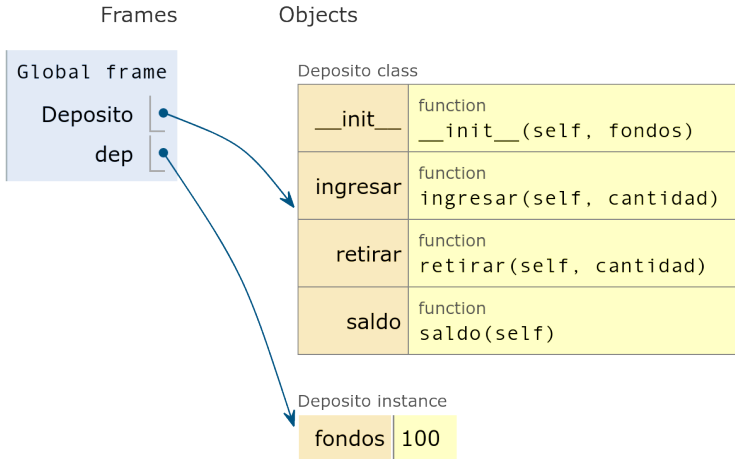 Frames Objects
Global frame
Deposito
dep
Deposito class
__init__ function
__init__(self, fondos)
ingresar function
ingresar(self, cantidad)
retirar function
retirar(self, cantidad)
saldo function
saldo(self)
Deposito instance
fondos 100